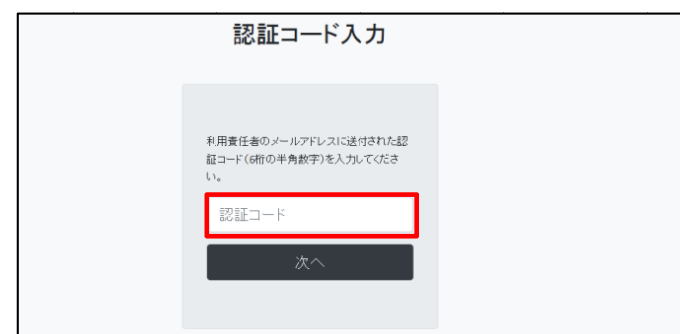 認証コード入力
利用責任者のメールアドレスに送付された認
証コード(6桁の半角数字)を入力してくださ
い。
認証コード
次へ